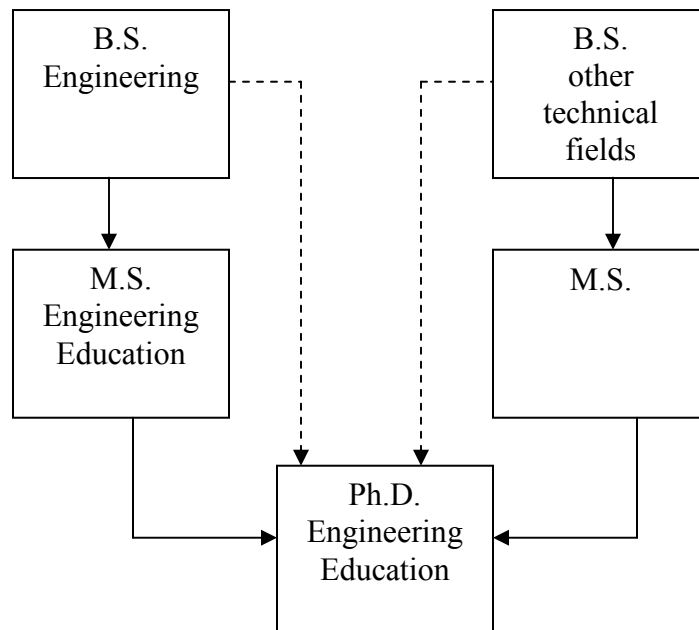 B.S.
Engineering
B.S.
other
technical
fields
M.S.
Engineering
Education
M.S.
Ph.D.
Engineering
Education